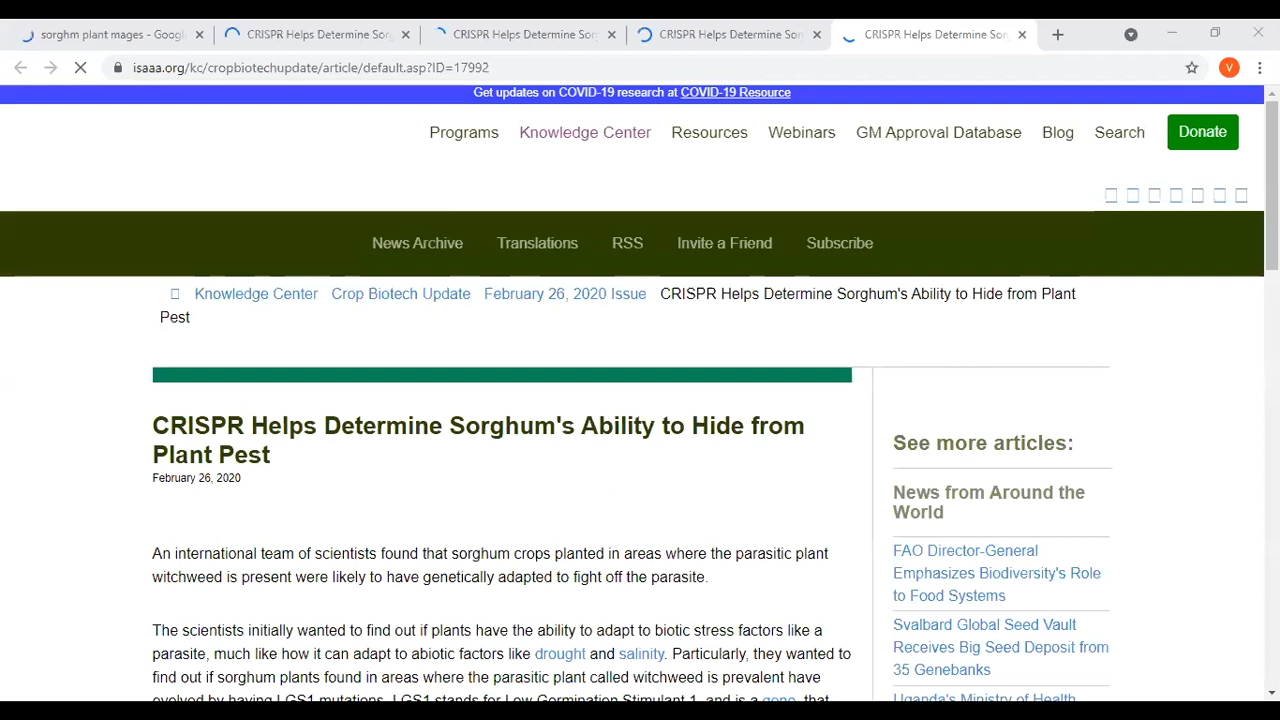 sorghm plant mages - Googl
CRISPR Helps Determine Sor
CRISPR Helps Determine Sor
CRISPR Helps Determine Son
CRISPR Helps Determine Sor
isaaa.org/kc/cropbiotechupdate/article/default.asp?ID=17992
V
Get updates on COVID-19 research at COVID-19 Resource
Programs Knowledge Center Resources Webinars GM Approval Database Blog Search Donate
News Archive Translations RSS Invite a Friend Subscribe
Knowledge Center Crop Biotech Update February 26, 2020 Issue CRISPR Helps Determine Sorghum's Ability to Hide from Plant
Pest
CRISPR Helps Determine Sorghum's Ability to Hide from
Plant Pest
February 26, 2020
An international team of scientists found that sorghum crops planted in areas where the parasitic plant
witchweed is present were likely to have genetically adapted to fight off the parasite.
The scientists initially wanted to find out if plants have the ability to adapt to biotic stress factors like a
parasite, much like how it can adapt to abiotic factors like drought and salinity. Particularly, they wanted to
find out if sorghum plants found in areas where the parasitic plant called witchweed is prevalent have
evolved by having LGS1 mutations. LGS1 stands for Low Germination Stimulant 1, and is a gene, that
See more articles:
News from Around the
World
FAO Director-General
Emphasizes Biodiversity's Role
to Food Systems
Svalbard Global Seed Vault
Receives Big Seed Deposit from
35 Genebanks
Uganda's Ministry of Health